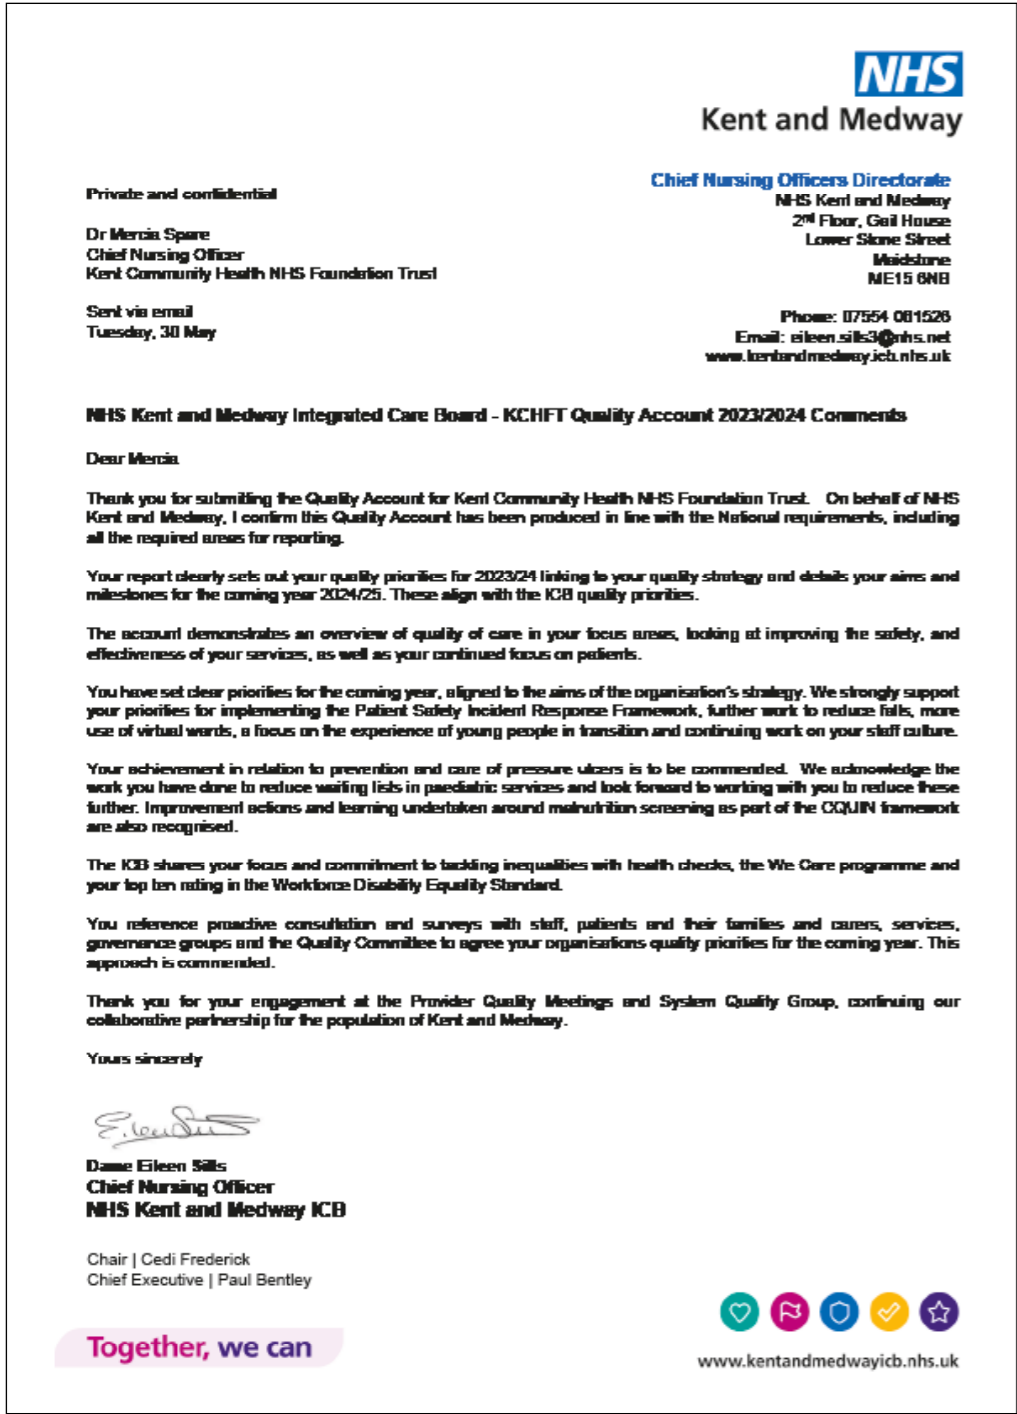 NHS
Kent and Medway
Chief Nursing Officers Directorate
NHS Kent and Medway
2nd Floor, Gail House
Lower Stone Street
Maidstone
ME15 6NB
Phone: 07554 081526
Email: eileen.sills3@nhs.net
www.kentandmedway.icb.nhs.uk
Private and confidential
Dr Mercia Spare
Chief Nursing Officer
Kent Community Health NHS Foundation Trust
Sent via email
Tuesday, 30 May
NHS Kent and Medway Integrated Care Board - KCHFT Quality Account 2023/2024 Comments
Dear Mercia
Thank you for submitting the Quality Account for Kent Community Health NHS Foundation Trust. On behalf of NHS
Kent and Medway, I confirm this Quality Account has been produced in line with the National requirements, including
all the required areas for reporting.
Your report clearly sets out your quality priorities for 2023/24 linking to your quality strategy and details your aims and
milestones for the coming year 2024/25. These align with the ICB quality priorities.
The account demonstrates an overview of quality of care in your focus areas, looking at improving the safety, and
effectiveness of your services, as well as your continued focus on patients.
You have set clear priorities for the coming year, aligned to the aims of the organisation's strategy. We strongly support
your priorities for implementing the Patient Safety Incident Response Framework, further work to reduce falls, more
use of virtual wards, a focus on the experience of young people in transition and continuing work on your staff culture.
Your achievement in relation to prevention and care of pressure ulcers is to be commended. We acknowledge the
work you have done to reduce waiting lists in paediatric services and look forward to working with you to reduce these
further. Improvement actions and learning undertaken around malnutrition screening as part of the CQUIN framework
are also recognised.
The ICB shares your focus and commitment to tackling inequalities with health checks, the We Care programme and
your top ten rating in the Workforce Disability Equality Standard.
You reference proactive consultation and surveys with staff, patients and their families and carers, services,
governance groups and the Quality Committee to agree your organisations quality priorities for the coming year. This
approach is commended.
Thank you for your engagement at the Provider Quality Meetings and System Quality Group, continuing our
collaborative partnership for the population of Kent and Medway.
Yours sincerely
Dame Eileen Sills
Chief Nursing Officer
NHS Kent and Medway ICB
Chair | Cedi Frederick
Chief Executive | Paul Bentley
Together, we can
www.kentandmedwayicb.nhs.uk